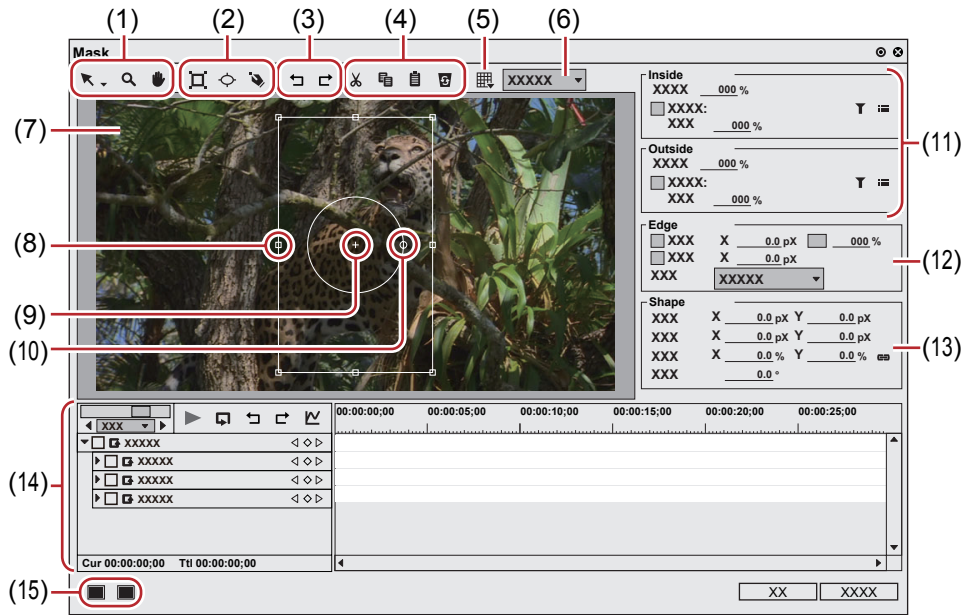 (1) (2) (3) (4) (5) (6)
Mask
XXXXX
(7)
(8)
(9)
(10)
Inside
XXXX 000 %
XXXX:
XXX 000 %
Outside
XXXX 000 %
XXXX:
XXX 000 %
(11)
Edge
XXX X 0.0 pX 000 %
XXX X 0.0 pX
XXX XXXXX
(12)
Shape
XXX X 0.0 pX Y 0.0 pX
XXX X 0.0 pX Y 0.0 pX
XXX X 0.0 % Y 0.0 %
XXX 0.0 °
(13)
(14)
XXX
00:00:00;00 00:00:05;00 00:00:10;00 00:00:15;00 00:00:20;00 00:00:25;00
XXXXX
XXXXX
XXXXX
XXXXX
Cur 00:00:00;00 Ttl 00:00:00;00
(15)
XX XXXX